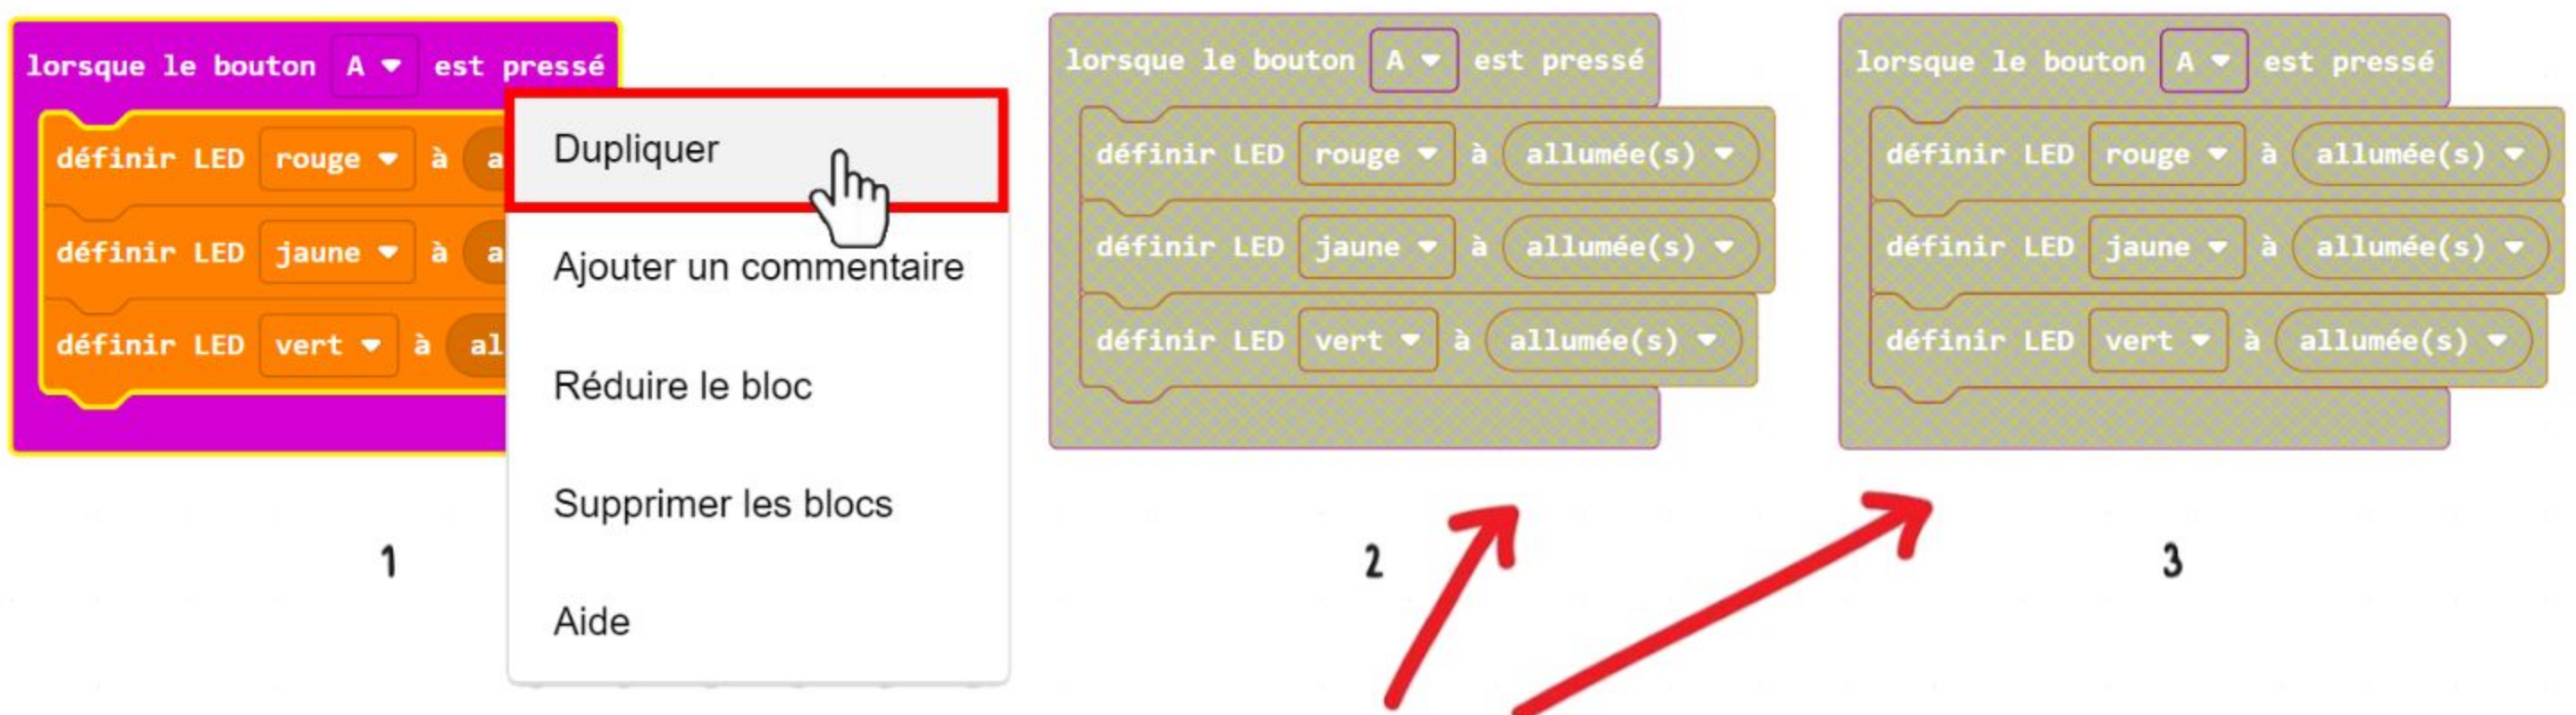 lorsque le bouton A est pressé
définir LED rouge à a
définir LED jaune à a
définir LED vert à al
Dupliquer
Ajouter un commentaire
Réduire le bloc
Supprimer les blocs
Aide
1
lorsque le bouton A est pressé
définir LED rouge à allumée(s)
définir LED jaune à allumée(s)
définir LED vert à allumée(s)
2
lorsque le bouton A est pressé
définir LED rouge à allumée(s)
définir LED jaune à allumée(s)
définir LED vert à allumée(s)
3